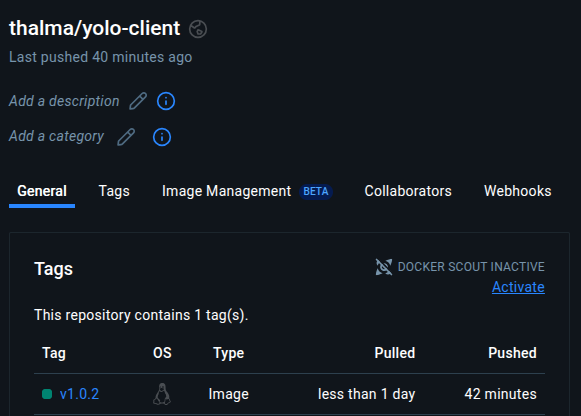 thalma/yolo-client
Last pushed 40 minutes ago
Add a description
Add a category
General Tags Image Management BETA Collaborators Webhooks
Tags
DOCKER SCOUT INACTIVE
Activate
This repository contains 1 tag(s).
Tag OS Type Pulled Pushed
v1.0.2 Image less than 1 day 42 minutes